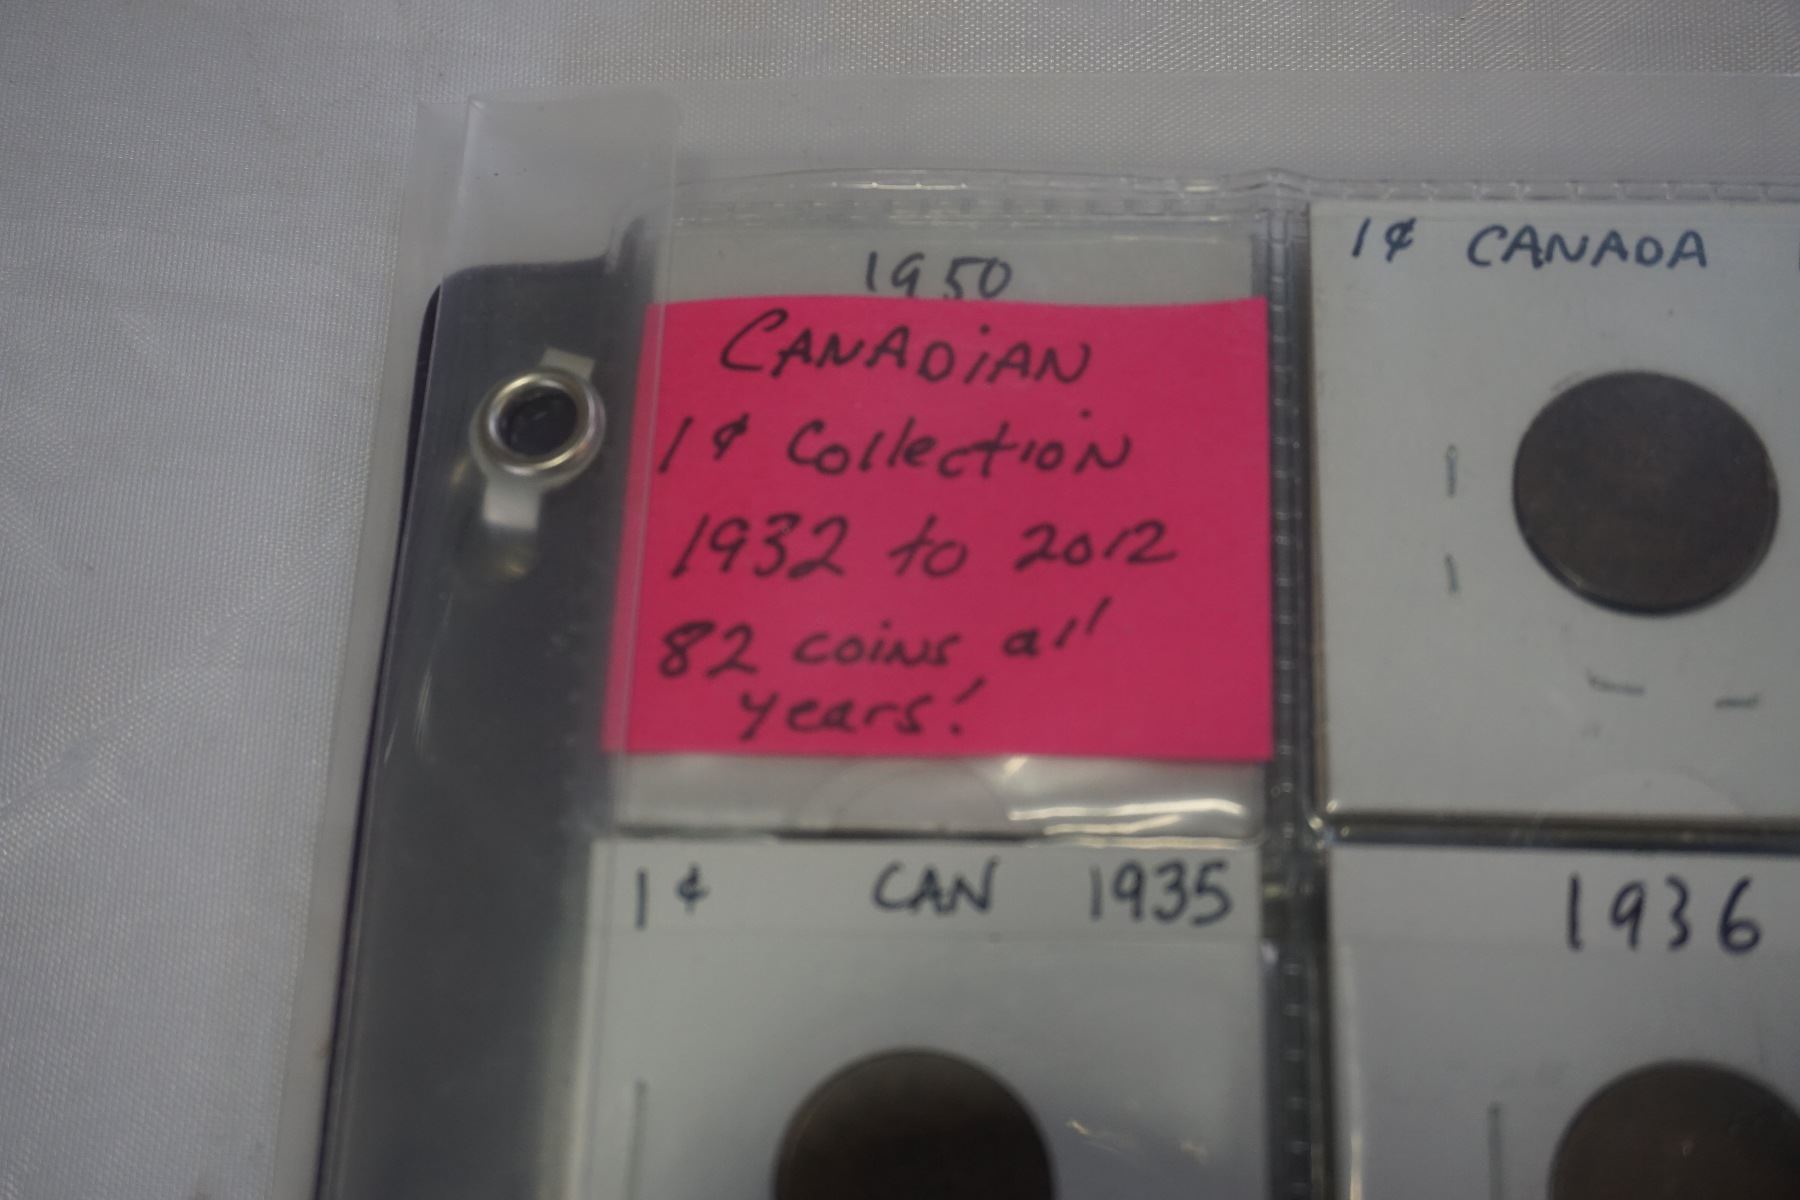 1950
CANADiAN
1¢ Collection
1932 to 2012
82 coins all
years!
1¢ CANADA
1¢ CAN 1935
1936